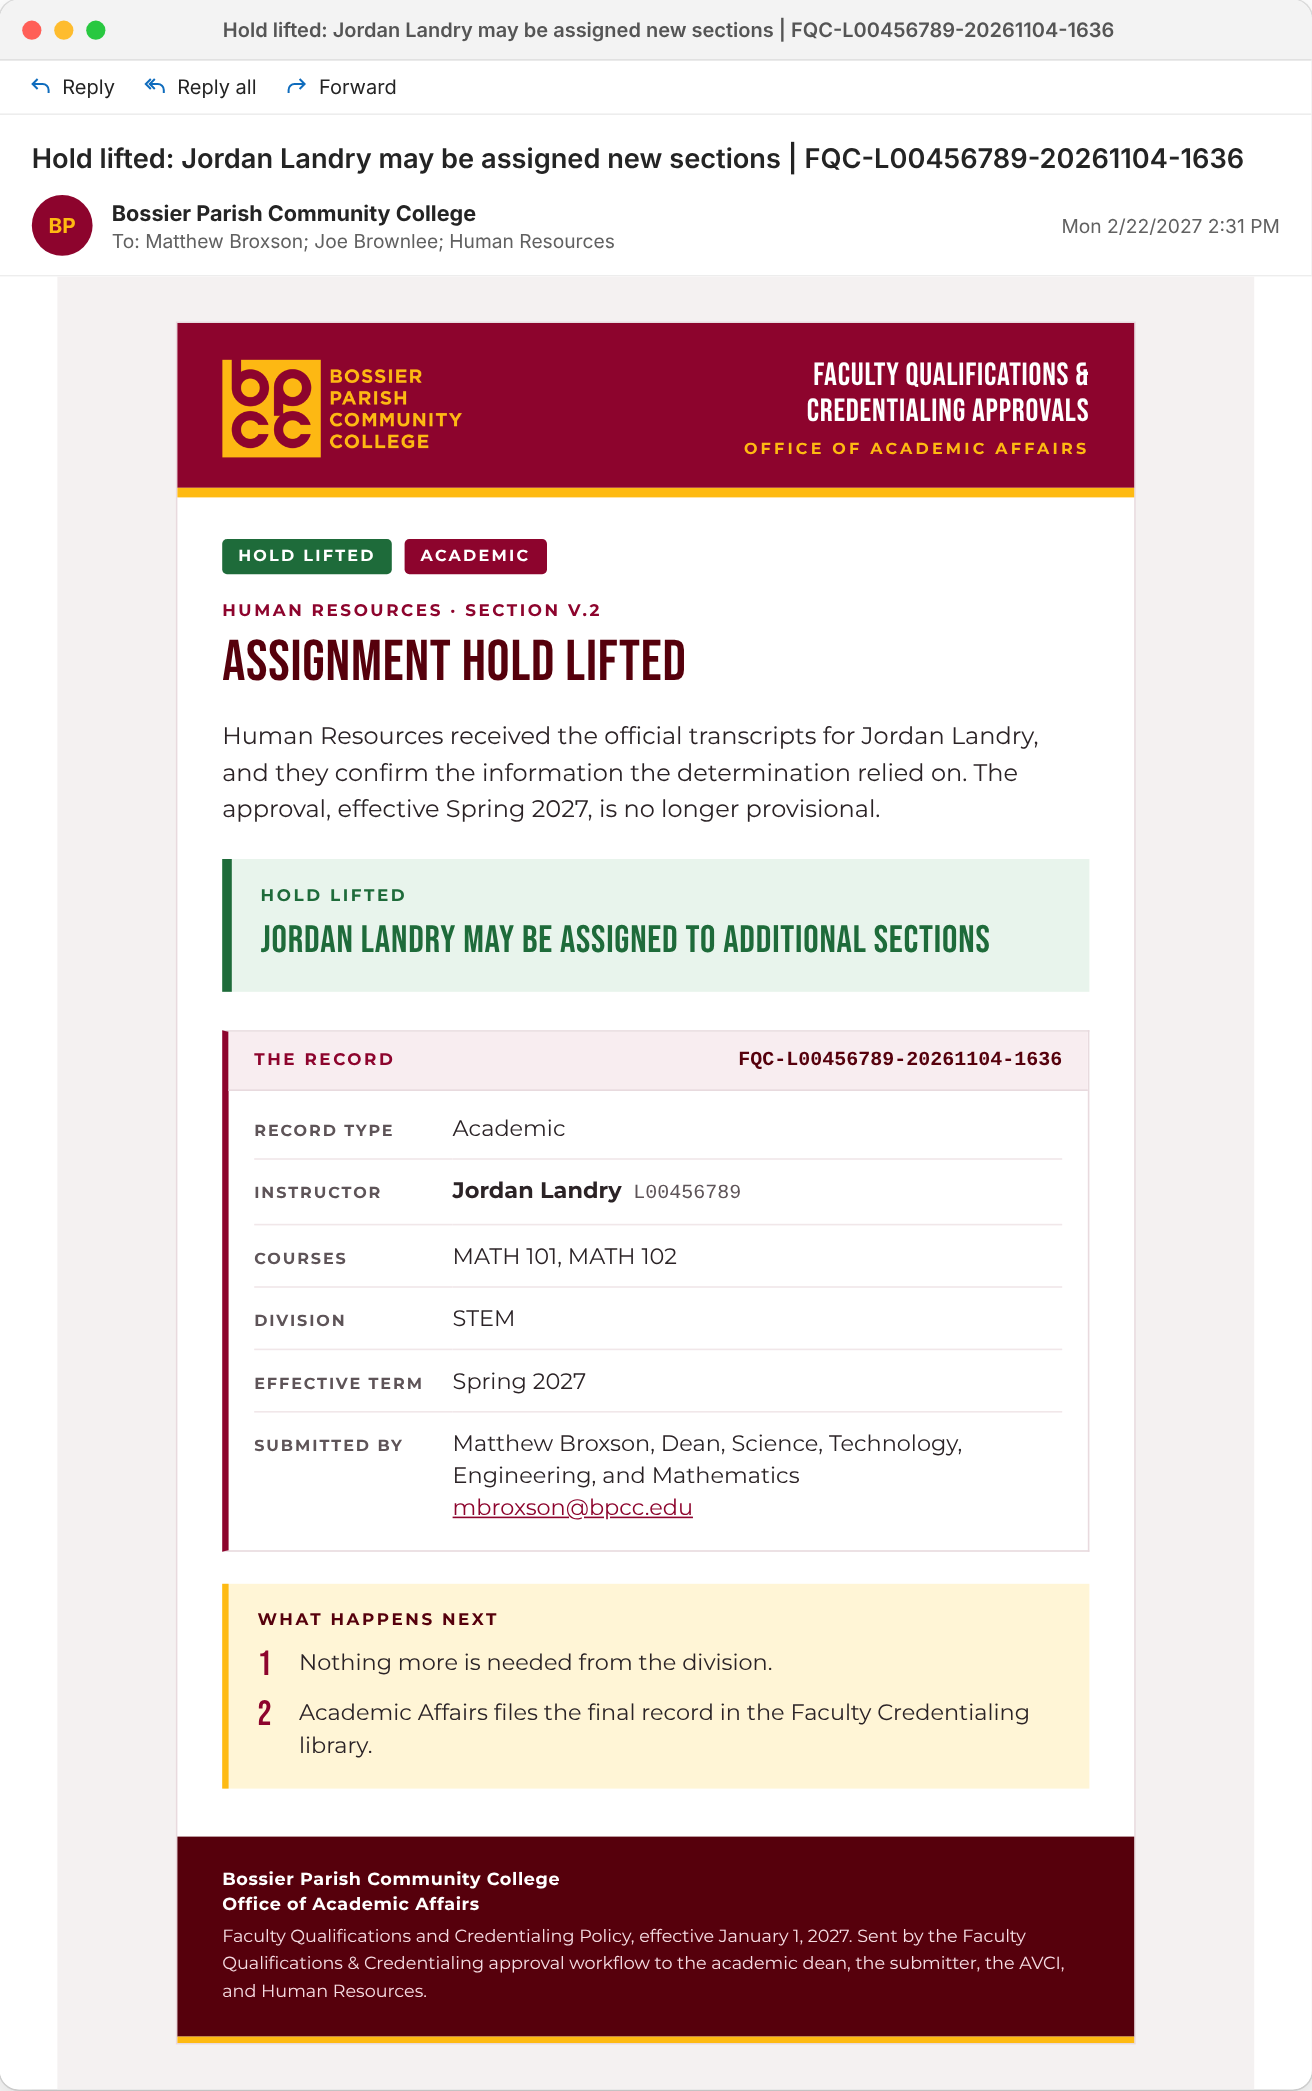 Hold lifted: Jordan Landry may be assigned new sections | FQC-L00456789-20261104-1636
Reply
Reply all
Forward
Hold lifted: Jordan Landry may be assigned new sections | FQC-L00456789-20261104-1636
BP
Bossier Parish Community College
To: Matthew Broxson; Joe Brownlee; Human Resources
Mon 2/22/2027 2:31 PM
bpcc
BOSSIER
PARISH
COMMUNITY
COLLEGE
FACULTY QUALIFICATIONS &
CREDENTIALING APPROVALS
OFFICE OF ACADEMIC AFFAIRS
HOLD LIFTED
ACADEMIC
HUMAN RESOURCES · SECTION V.2
ASSIGNMENT HOLD LIFTED
Human Resources received the official transcripts for Jordan Landry,
and they confirm the information the determination relied on. The
approval, effective Spring 2027, is no longer provisional.
HOLD LIFTED
JORDAN LANDRY MAY BE ASSIGNED TO ADDITIONAL SECTIONS
THE RECORD
FQC-L00456789-20261104-1636
RECORD TYPE Academic
INSTRUCTOR Jordan Landry L00456789
COURSES MATH 101, MATH 102
DIVISION STEM
EFFECTIVE TERM Spring 2027
SUBMITTED BY Matthew Broxson, Dean, Science, Technology,
Engineering, and Mathematics
mbroxson@bpcc.edu
WHAT HAPPENS NEXT
1 Nothing more is needed from the division.
2 Academic Affairs files the final record in the Faculty Credentialing
library.
Bossier Parish Community College
Office of Academic Affairs
Faculty Qualifications and Credentialing Policy, effective January 1, 2027. Sent by the Faculty
Qualifications & Credentialing approval workflow to the academic dean, the submitter, the AVCI,
and Human Resources.